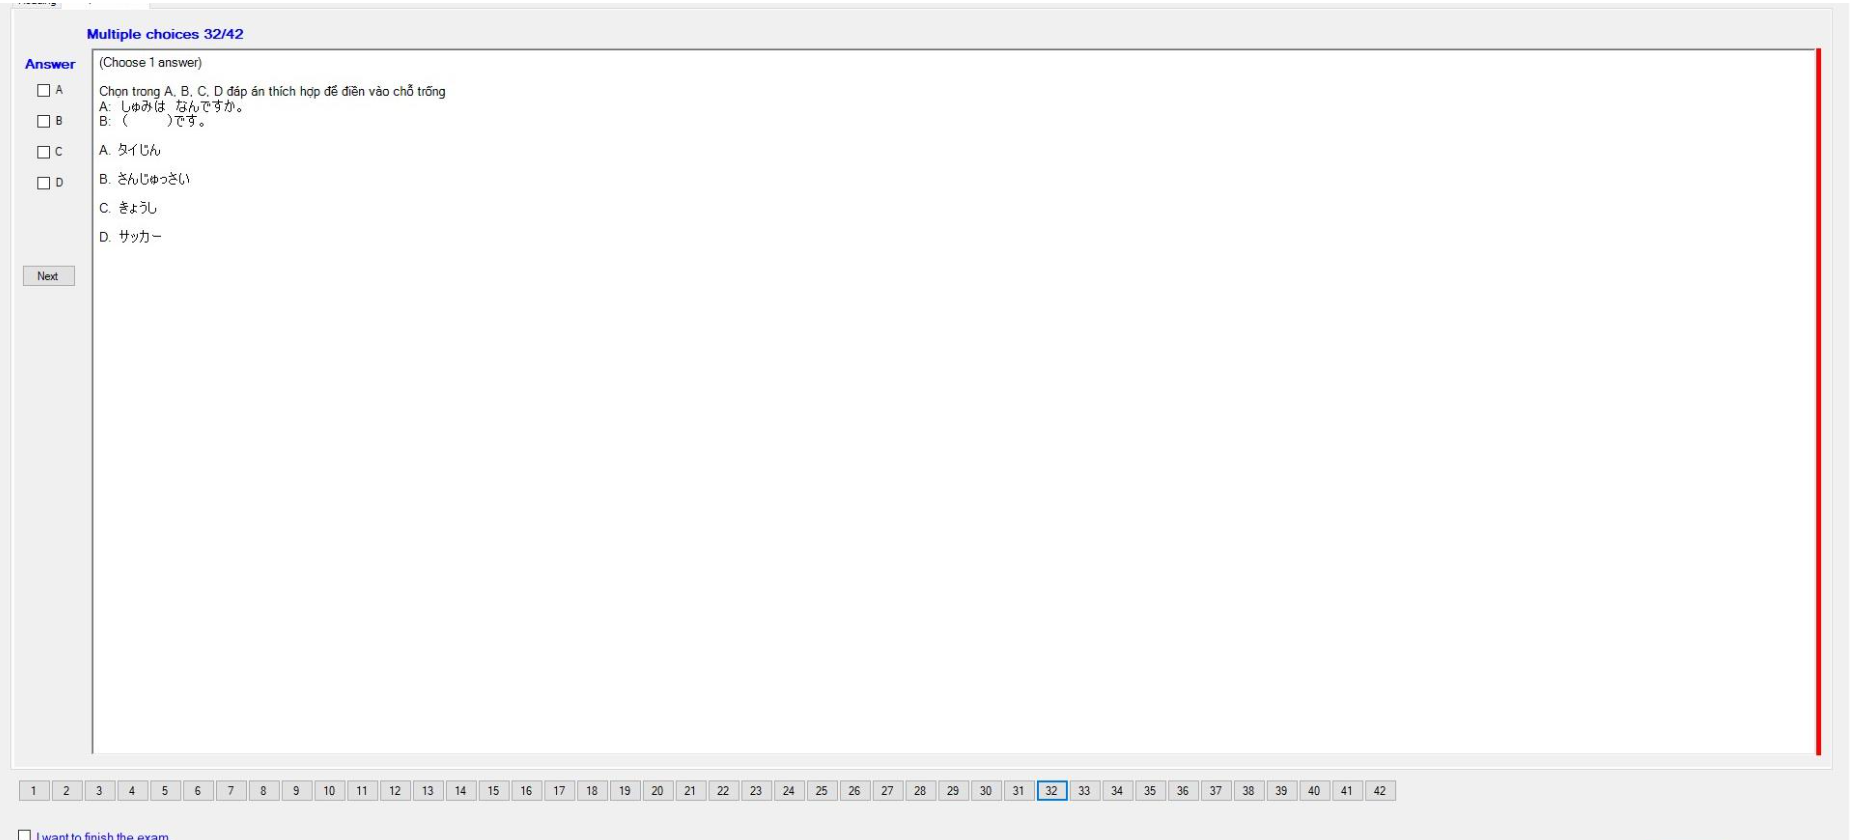 Multiple choices 32/42
Answer
A
B
C
D
Next
(Choose 1 answer)
Chọn trong A, B, C, D đáp án thích hợp để điền vào chỗ trống
A: しゅみは なんですか。
B: ( )です。
A. タイじん
B. さんじゅっさい
C. きょうし
D. サッカー
1 2 3 4 5 6 7 8 9 10 11 12 13 14 15 16 17 18 19 20 21 22 23 24 25 26 27 28 29 30 31 32 33 34 35 36 37 38 39 40 41 42
I want to finish the exam